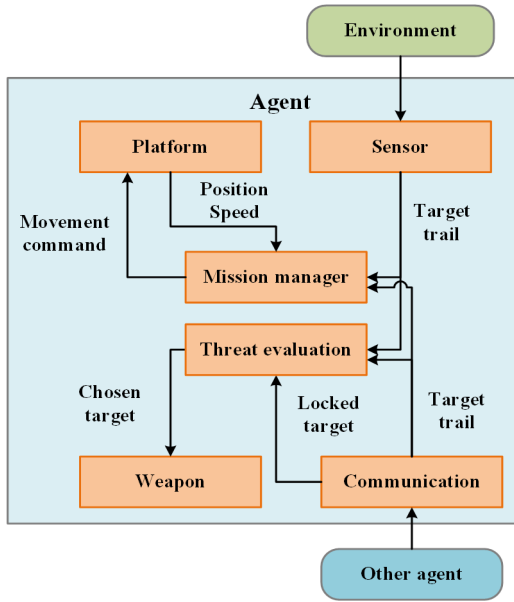 Environment
Agent
Platform
Sensor
Position
Speed
Movement
command
Target
trail
Mission manager
Threat evaluation
Chosen
target
Locked
target
Target
trail
Weapon
Communication
Other agent